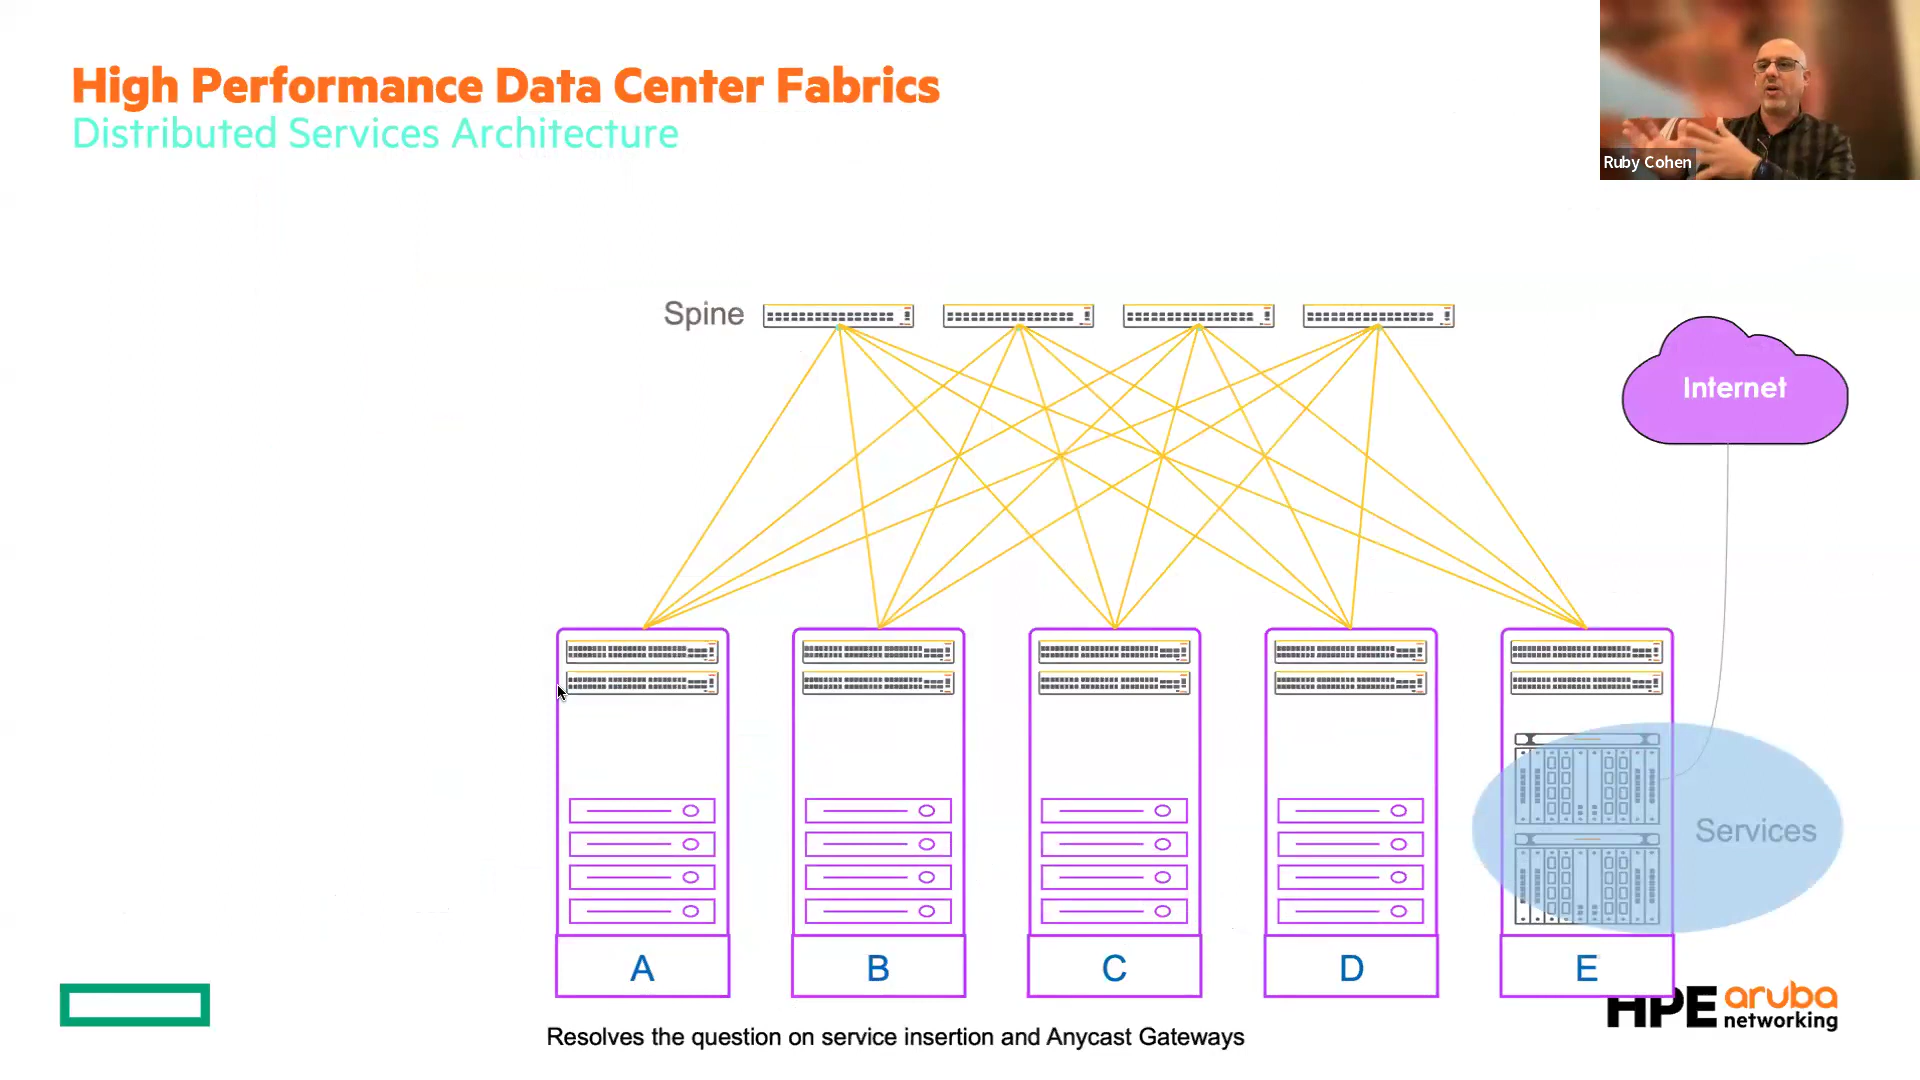 High Performance Data Center Fabrics
Distributed Services Architecture
Ruby Cohen
Spine
Internet
Services
A
B
C
D
E
HPE aruba
networking
Resolves the question on service insertion and Anycast Gateways